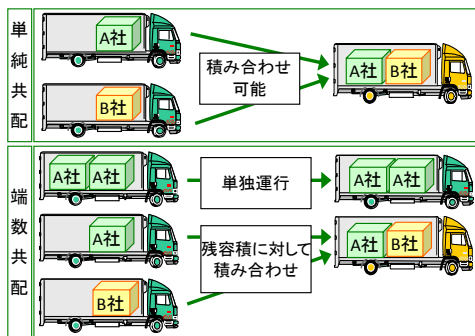 単純共配
A社
B社
積み合わせ
可能
A社 B社
端数共配
A社 A社
単独運行
A社 A社
A社
残容積に対して
積み合わせ
A社 B社
B社